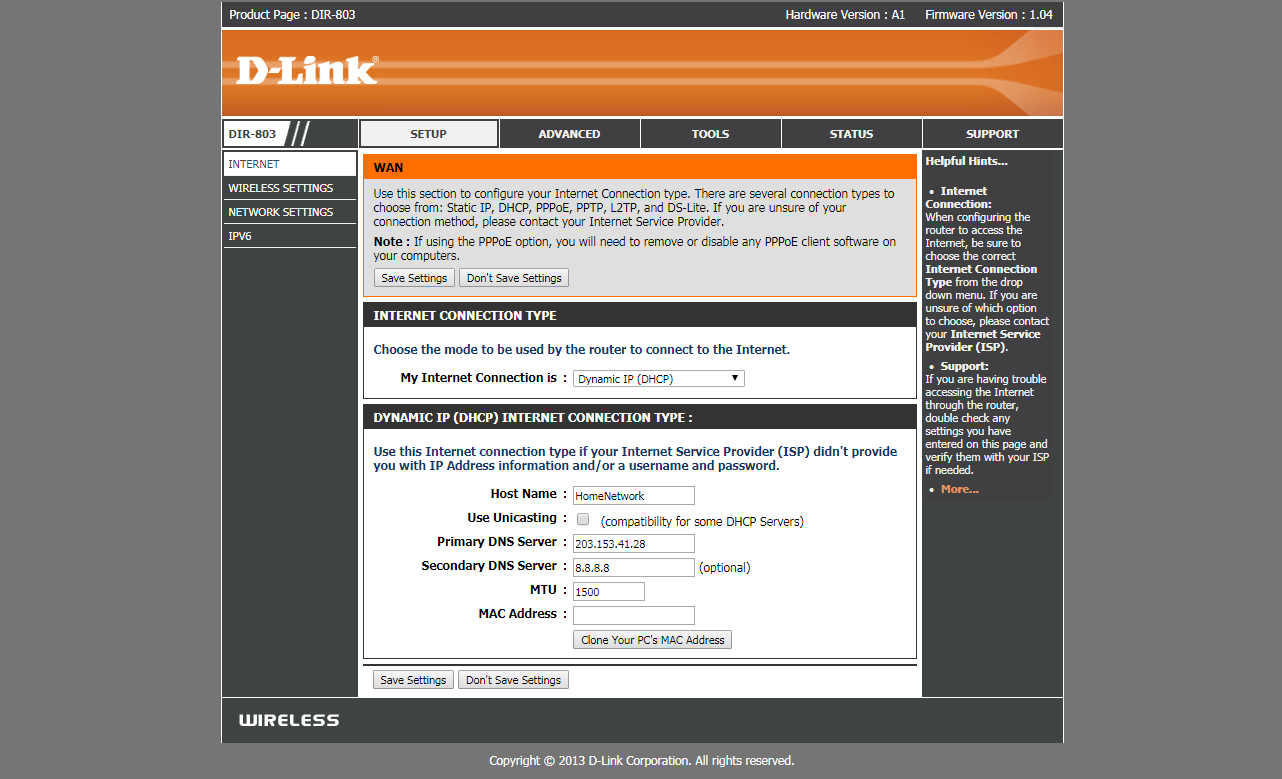 Product Page : DIR-803
Hardware Version : A1 Firmware Version : 1.04
D-Link®
DIR-803
SETUP
ADVANCED
TOOLS
STATUS
SUPPORT
INTERNET
WIRELESS SETTINGS
NETWORK SETTINGS
IPV6
WAN
Use this section to configure your Internet Connection type. There are several connection types to
choose from: Static IP, DHCP, PPPoE, PPTP, L2TP, and DS-Lite. If you are unsure of your
connection method, please contact your Internet Service Provider.
Note : If using the PPPoE option, you will need to remove or disable any PPPoE client software on
your computers.
Save Settings Don't Save Settings
INTERNET CONNECTION TYPE
Choose the mode to be used by the router to connect to the Internet.
My Internet Connection is : Dynamic IP (DHCP)
DYNAMIC IP (DHCP) INTERNET CONNECTION TYPE :
Use this Internet connection type if your Internet Service Provider (ISP) didn't provide
you with IP Address information and/or a username and password.
Host Name : HomeNetwork
Use Unicasting : (compatibility for some DHCP Servers)
Primary DNS Server : 203.153.41.28
Secondary DNS Server : 8.8.8.8 (optional)
MTU : 1500
MAC Address :
Clone Your PC's MAC Address
Save Settings Don't Save Settings
Helpful Hints...
• Internet
Connection:
When configuring the
router to access the
Internet, be sure to
choose the correct
Internet Connection
Type from the drop
down menu. If you are
unsure of which option
to choose, please contact
your Internet Service
Provider (ISP).
• Support:
If you are having trouble
accessing the Internet
through the router,
double check any
settings you have
entered on this page and
verify them with your ISP
if needed.
• More...
WIRELESS
Copyright © 2013 D-Link Corporation. All rights reserved.